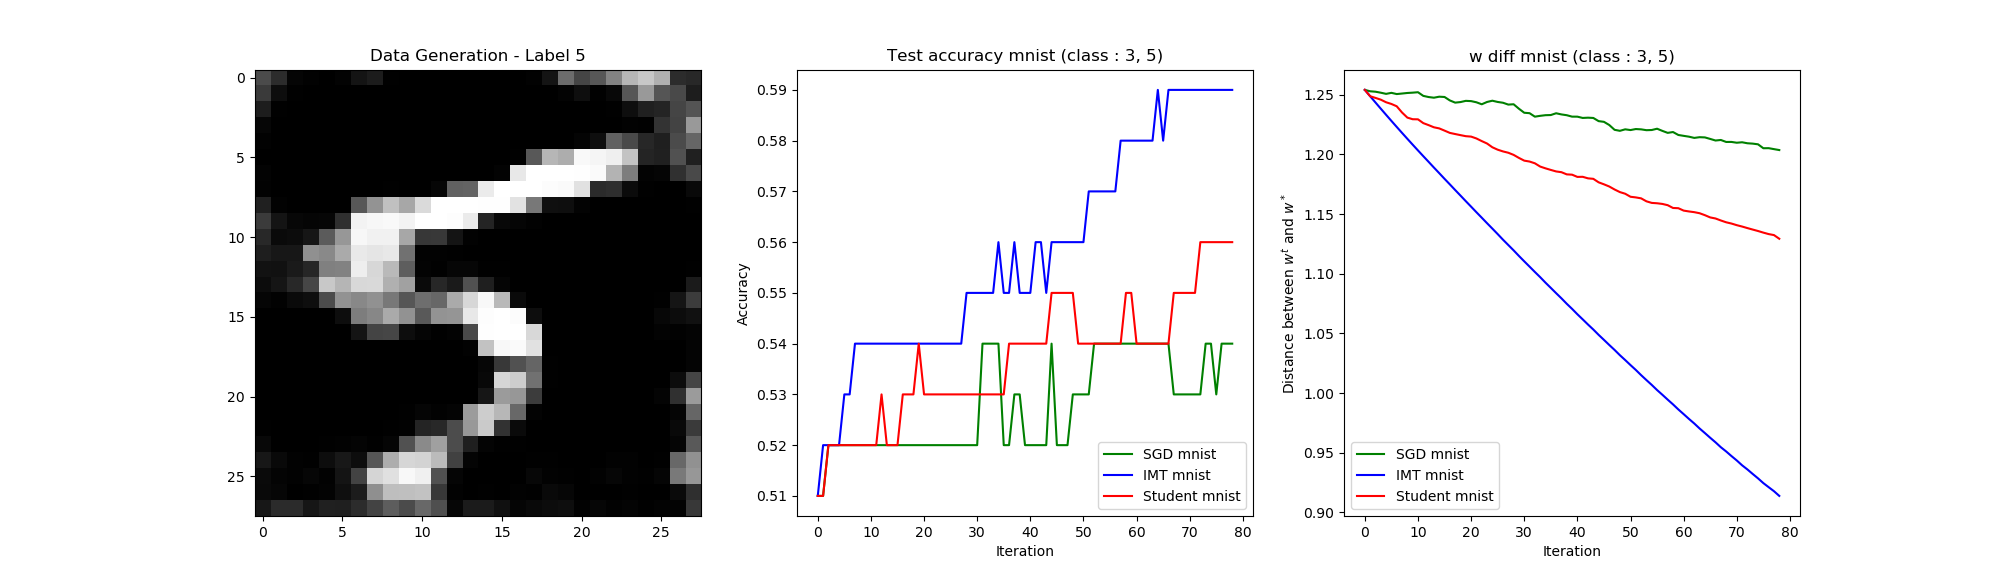 Data Generation - Label 5
0
5
10
15
20
25
0 5 10 15 20 25
Test accuracy mnist (class : 3, 5)
Accuracy
0.59
0.58
0.57
0.56
0.55
0.54
0.53
0.52
0.51
SGD mnist
IMT mnist
Student mnist
0 10 20 30 40 50 60 70 80
Iteration
w diff mnist (class : 3, 5)
Distance between w^t and w^*
1.25
1.20
1.15
1.10
1.05
1.00
0.95
0.90
SGD mnist
IMT mnist
Student mnist
0 10 20 30 40 50 60 70 80
Iteration